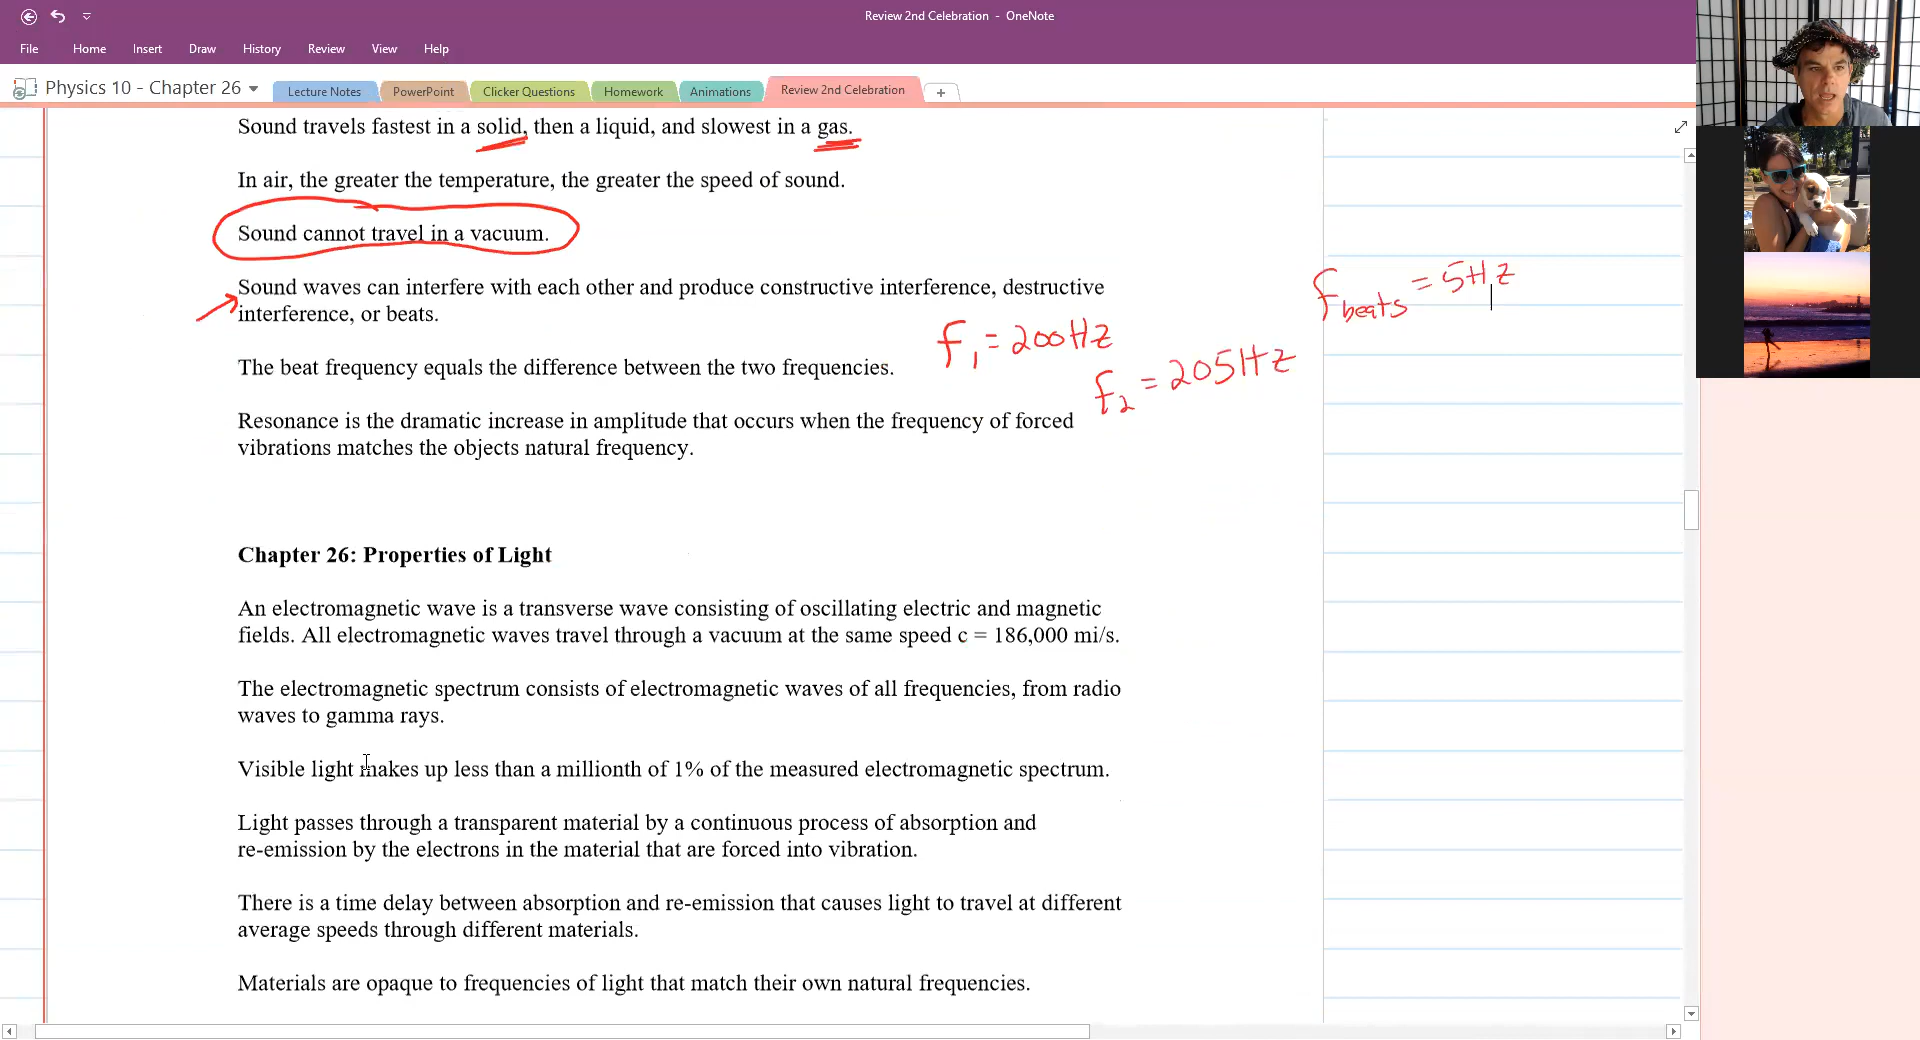 Review 2nd Celebration - OneNote
File Home Insert Draw History Review View Help
Physics 10 - Chapter 26 Lecture Notes PowerPoint Clicker Questions Homework Animations Review 2nd Celebration
Sound travels fastest in a solid, then a liquid, and slowest in a gas.
In air, the greater the temperature, the greater the speed of sound.
Sound cannot travel in a vacuum.
Sound waves can interfere with each other and produce constructive interference, destructive
interference, or beats.
f beats = 5Hz
f1 = 200Hz
The beat frequency equals the difference between the two frequencies.
f2 = 205Hz
Resonance is the dramatic increase in amplitude that occurs when the frequency of forced
vibrations matches the objects natural frequency.
Chapter 26: Properties of Light
An electromagnetic wave is a transverse wave consisting of oscillating electric and magnetic
fields. All electromagnetic waves travel through a vacuum at the same speed c = 186,000 mi/s.
The electromagnetic spectrum consists of electromagnetic waves of all frequencies, from radio
waves to gamma rays.
Visible light makes up less than a millionth of 1% of the measured electromagnetic spectrum.
Light passes through a transparent material by a continuous process of absorption and
re-emission by the electrons in the material that are forced into vibration.
There is a time delay between absorption and re-emission that causes light to travel at different
average speeds through different materials.
Materials are opaque to frequencies of light that match their own natural frequencies.